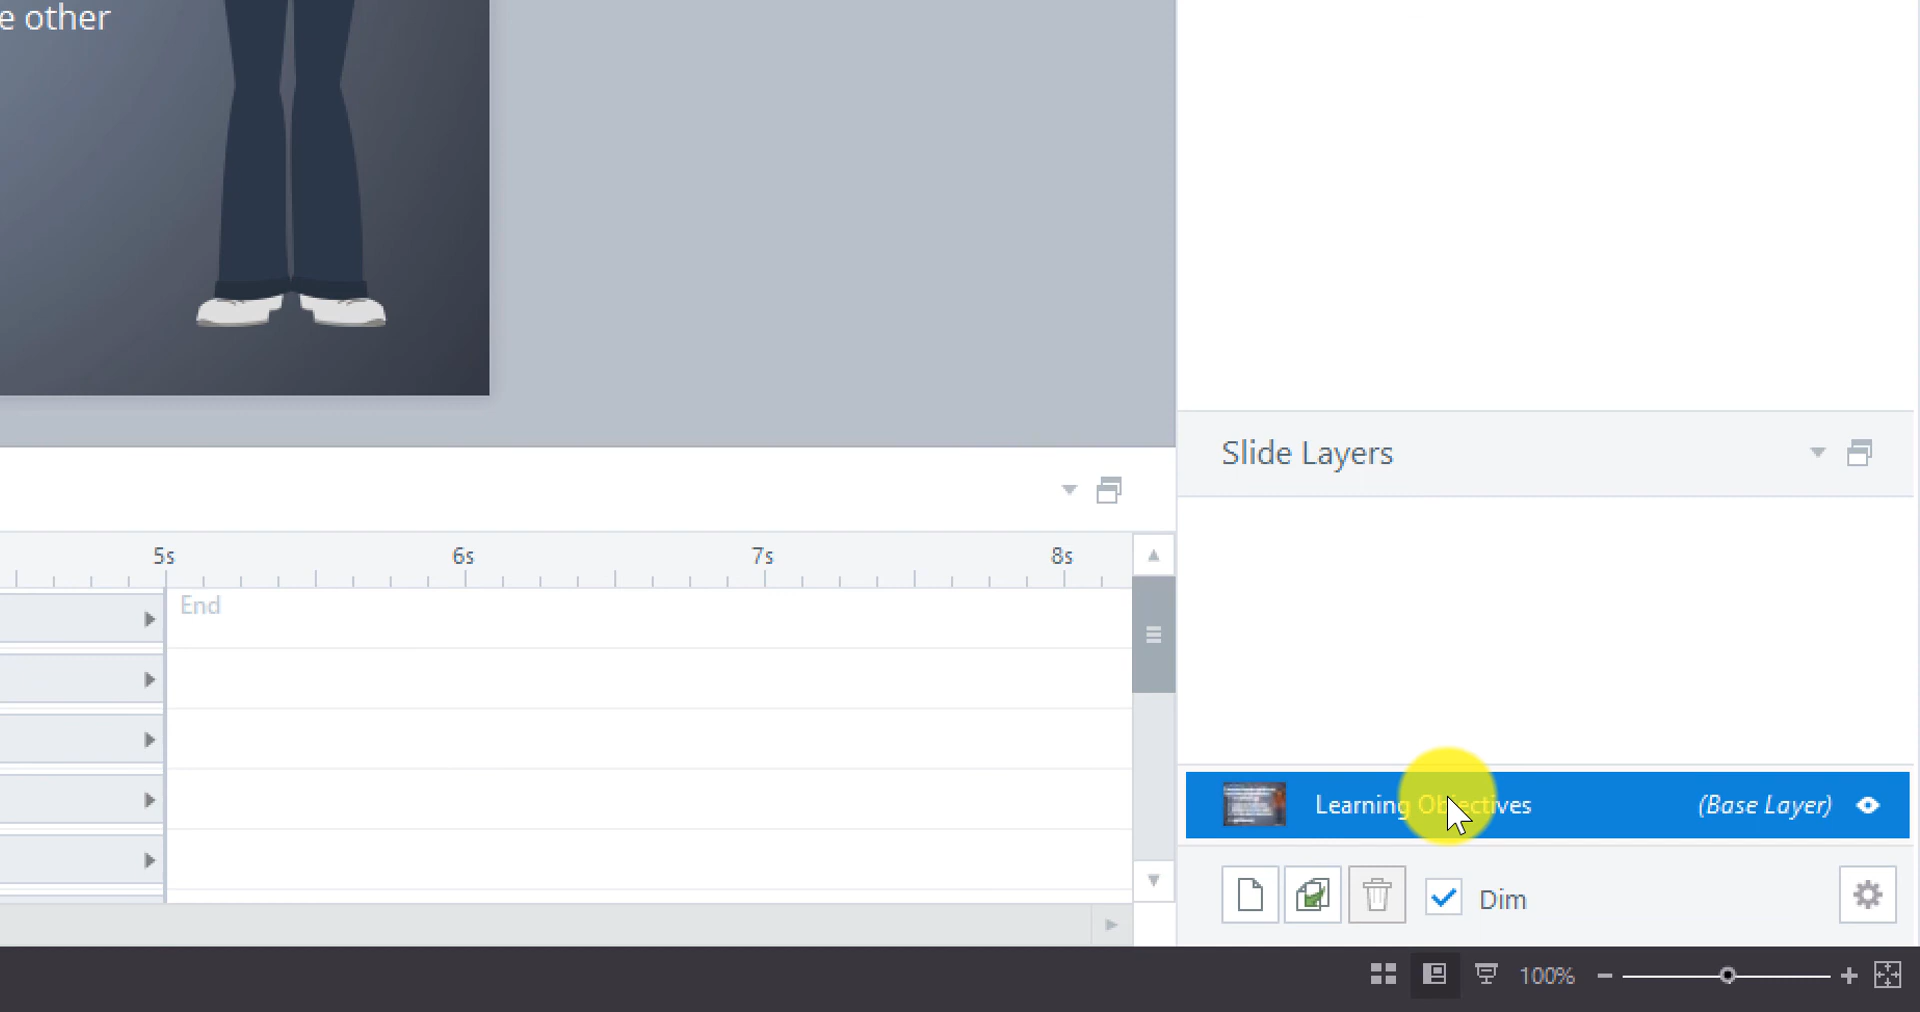 e other
Slide Layers
5s 6s 7s 8s
End
Learning Objectives (Base Layer)
Dim
100%